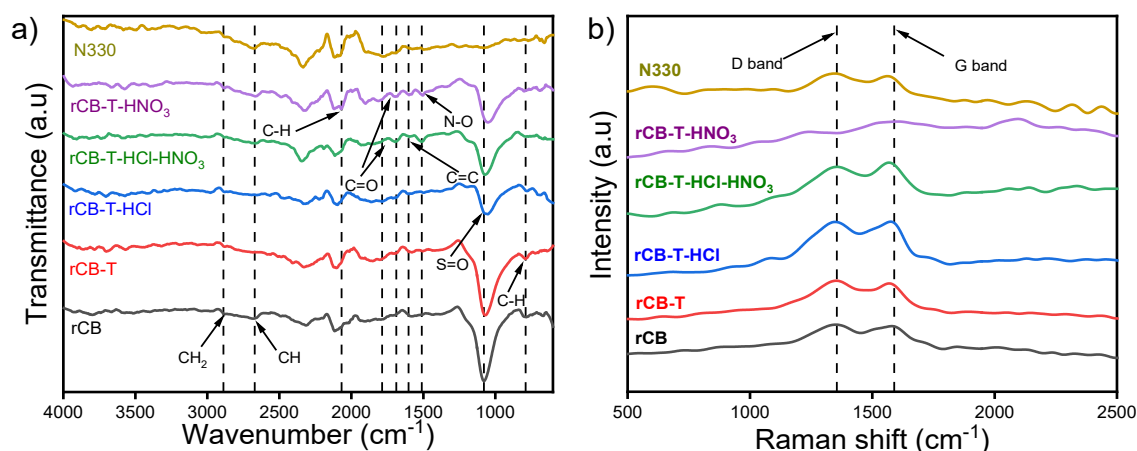 a)
Transmittance (a.u)
N330
rCB-T-HNO₃
rCB-T-HCl-HNO₃
rCB-T-HCl
rCB-T
rCB
C-H
N-O
C=O
C=C
S=O
C-H
CH₂
CH
4000 3500 3000 2500 2000 1500 1000
Wavenumber (cm⁻¹)
b)
Intensity (a.u)
D band
G band
N330
rCB-T-HNO₃
rCB-T-HCl-HNO₃
rCB-T-HCl
rCB-T
rCB
500 1000 1500 2000 2500
Raman shift (cm⁻¹)